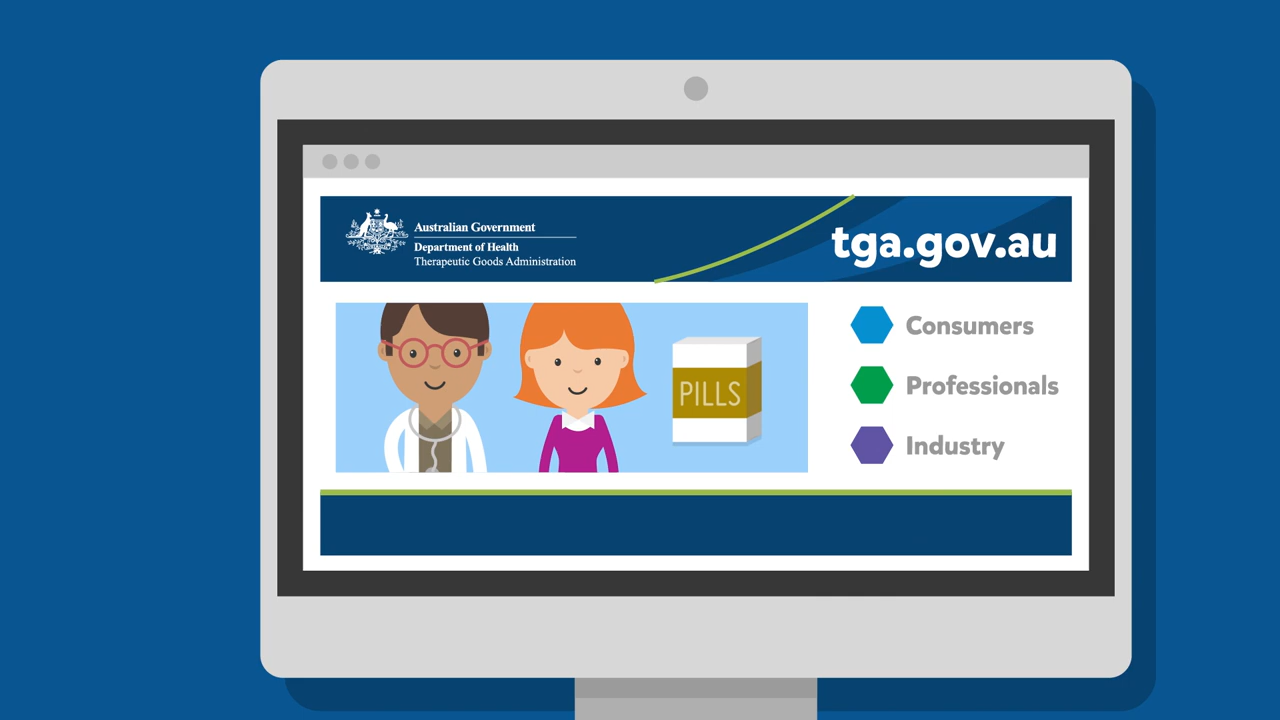 Australian Government
Department of Health
Therapeutic Goods Administration
tga.gov.au
PILLS
Consumers
Professionals
Industry